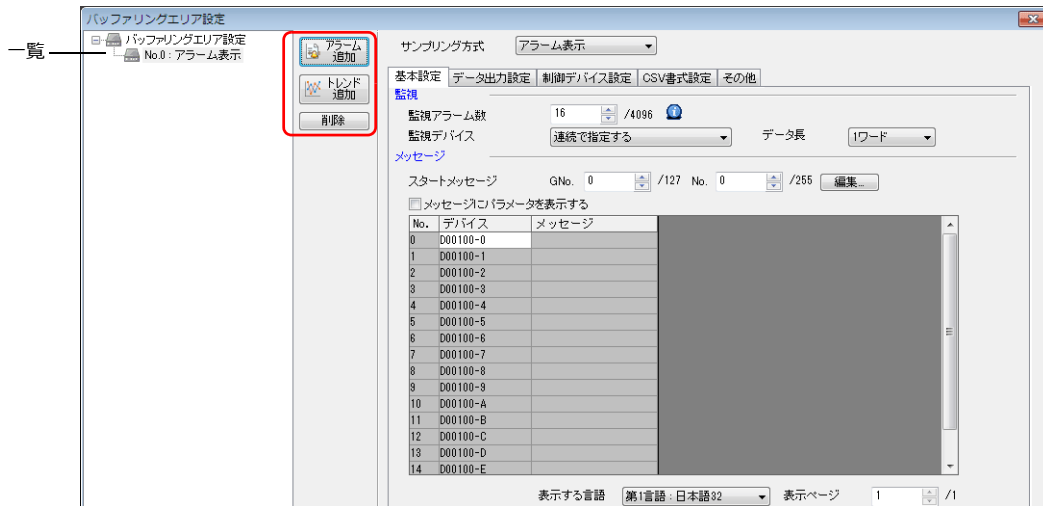 バッファリングエリア設定
一覧
バッファリングエリア設定
No.0 : アラーム表示
アラーム
追加
トレンド
追加
削除
サンプリング方式 アラーム表示
基本設定 データ出力設定 制御デバイス設定 CSV書式設定 その他
監視
監視アラーム数 16 /4096
監視デバイス 連続で指定する データ長 1ワード
メッセージ
スタートメッセージ GNo. 0 /127 No. 0 /255 編集...
メッセージにパラメータを表示する
No. デバイス メッセージ
0 D00100-0
1 D00100-1
2 D00100-2
3 D00100-3
4 D00100-4
5 D00100-5
6 D00100-6
7 D00100-7
8 D00100-8
9 D00100-9
10 D00100-A
11 D00100-B
12 D00100-C
13 D00100-D
14 D00100-E
表示する言語 第1言語 : 日本語32 表示ページ 1 /1